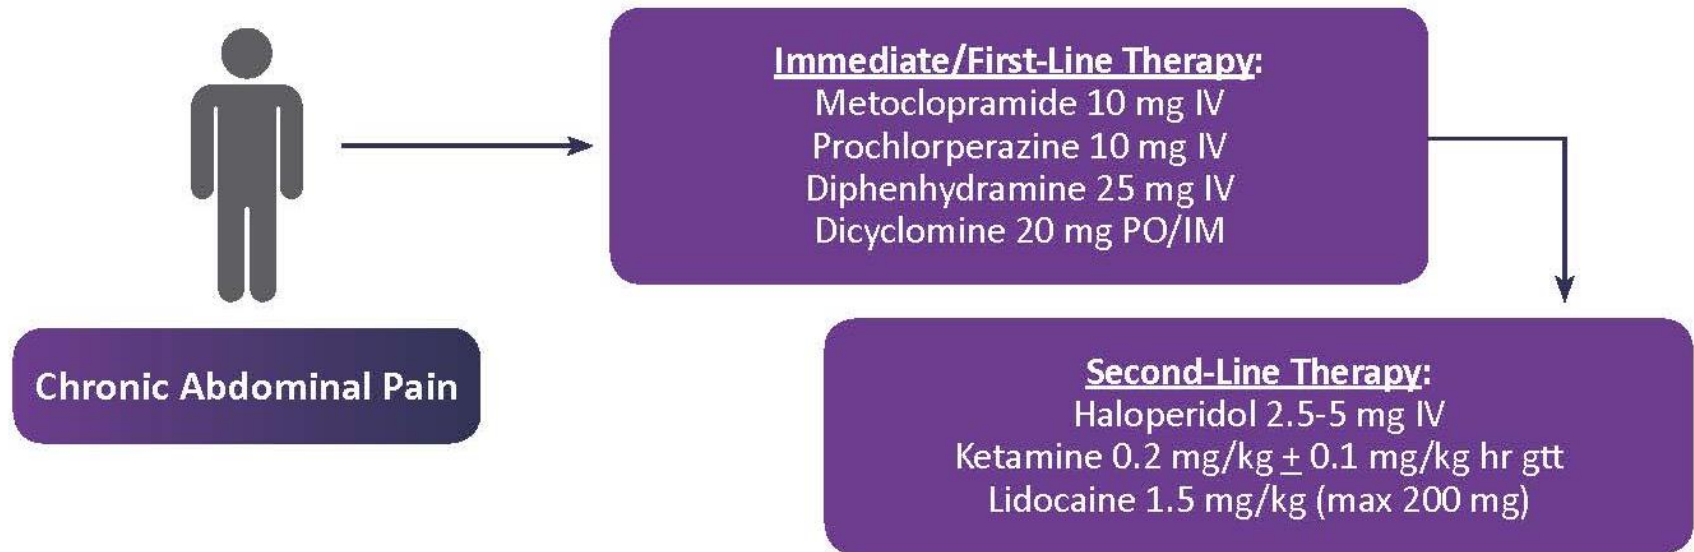 Immediate/First-Line Therapy:
Metoclopramide 10 mg IV
Prochlorperazine 10 mg IV
Diphenhydramine 25 mg IV
Dicyclomine 20 mg PO/IM
Chronic Abdominal Pain
Second-Line Therapy:
Haloperidol 2.5-5 mg IV
Ketamine 0.2 mg/kg ± 0.1 mg/kg hr gtt
Lidocaine 1.5 mg/kg (max 200 mg)